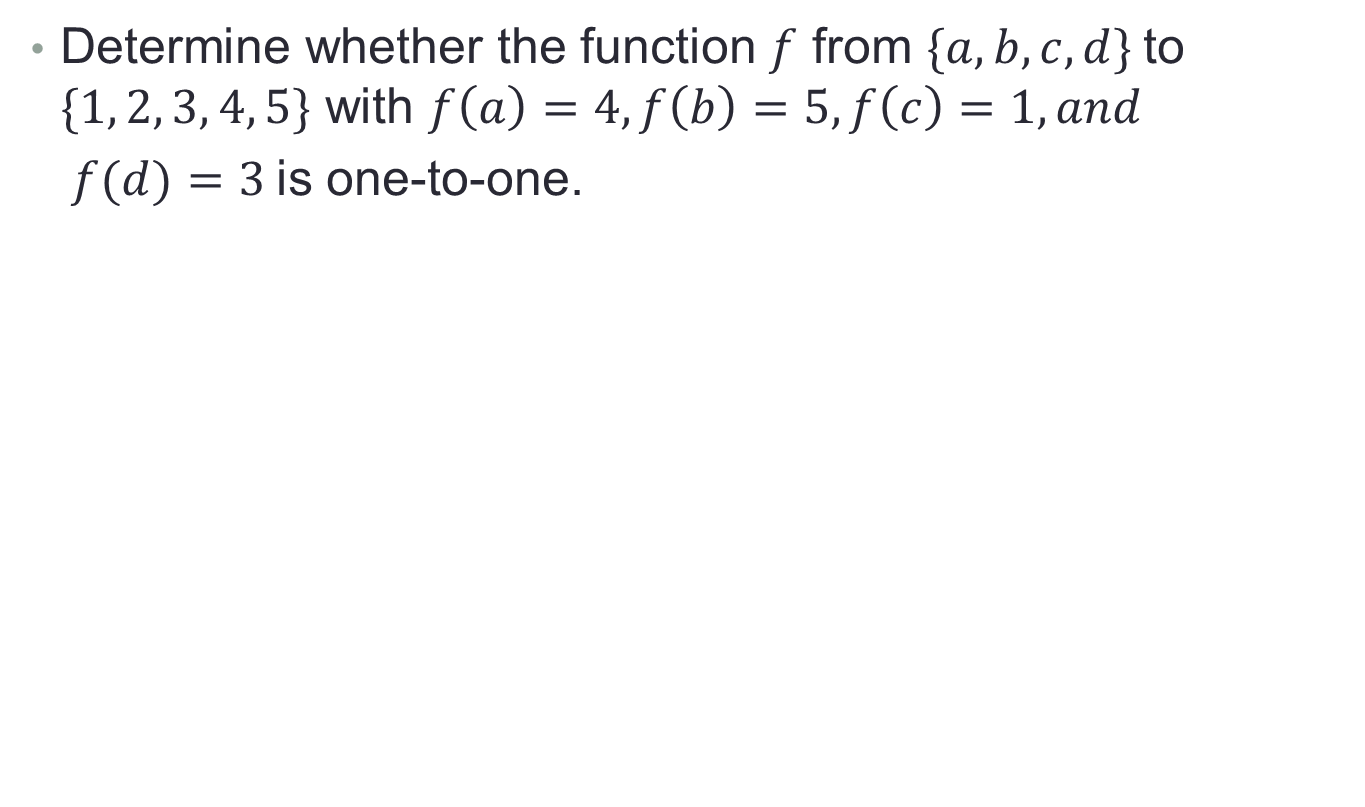 • Determine whether the function 𝑓 from {𝑎, 𝑏, 𝑐, 𝑑} to
{1, 2, 3, 4, 5} with 𝑓(𝑎) = 4, 𝑓(𝑏) = 5, 𝑓(𝑐) = 1, 𝑎𝑛𝑑
𝑓(𝑑) = 3 is one-to-one.